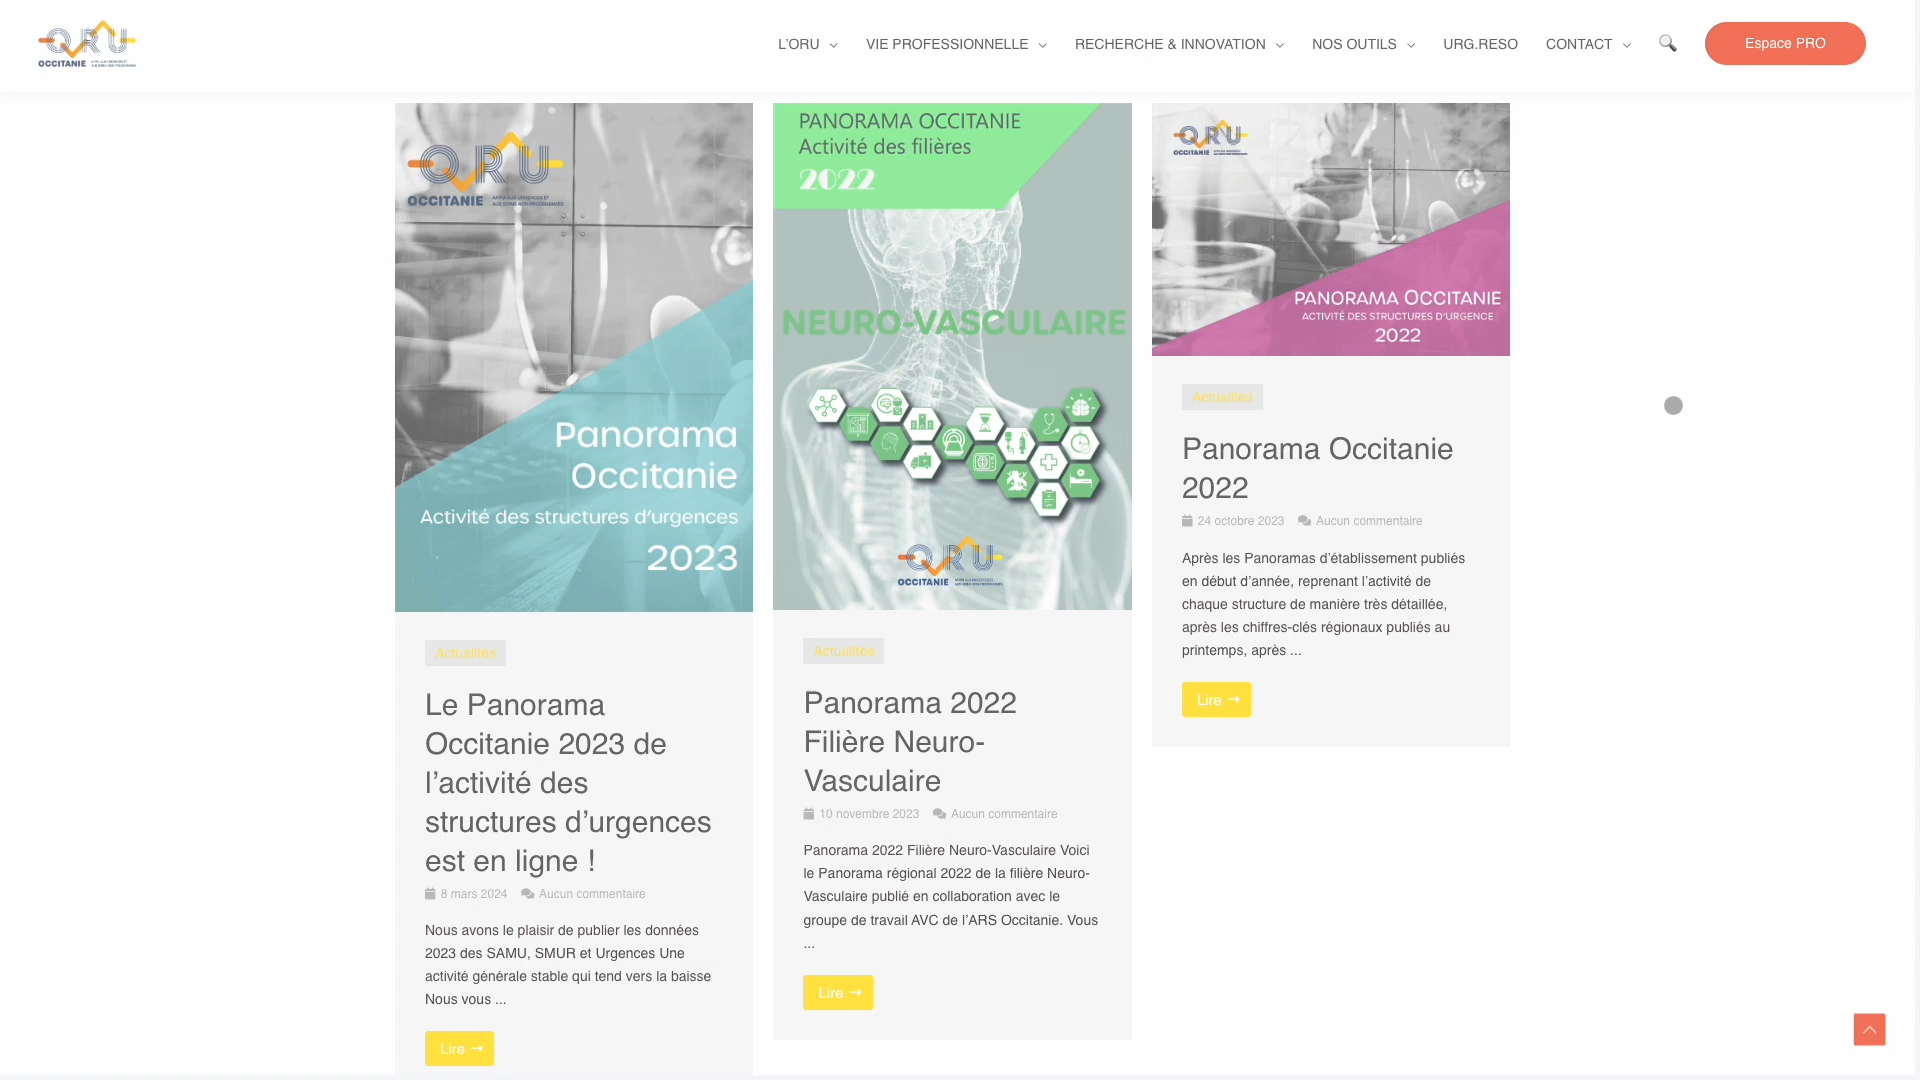 ORU
OCCITANIE
L'ORU
VIE PROFESSIONNELLE
RECHERCHE & INNOVATION
NOS OUTILS
URG.RESO
CONTACT
Espace PRO
ORU
OCCITANIE
Panorama
Occitanie
Activité des structures d'urgences
2023
Actualités
Le Panorama
Occitanie 2023 de
l’activité des
structures d’urgences
est en ligne !
8 mars 2024 Aucun commentaire
Nous avons le plaisir de publier les données
2023 des SAMU, SMUR et Urgences Une
activité générale stable qui tend vers la baisse
Nous vous ...
Lire →
PANORAMA OCCITANIE
Activité des filières
2022
NEURO-VASCULAIRE
ORU
OCCITANIE
Actualités
Panorama 2022
Filière Neuro-
Vasculaire
10 novembre 2023 Aucun commentaire
Panorama 2022 Filière Neuro-Vasculaire Voici
le Panorama régional 2022 de la filière Neuro-
Vasculaire publié en collaboration avec le
groupe de travail AVC de l’ARS Occitanie. Vous
...
Lire →
ORU
OCCITANIE
PANORAMA OCCITANIE
ACTIVITÉ DES STRUCTURES D'URGENCE
2022
Actualités
Panorama Occitanie
2022
24 octobre 2023 Aucun commentaire
Après les Panoramas d’établissement publiés
en début d’année, reprenant l’activité de
chaque structure de manière très détaillée,
après les chiffres-clés régionaux publiés au
printemps, après ...
Lire →